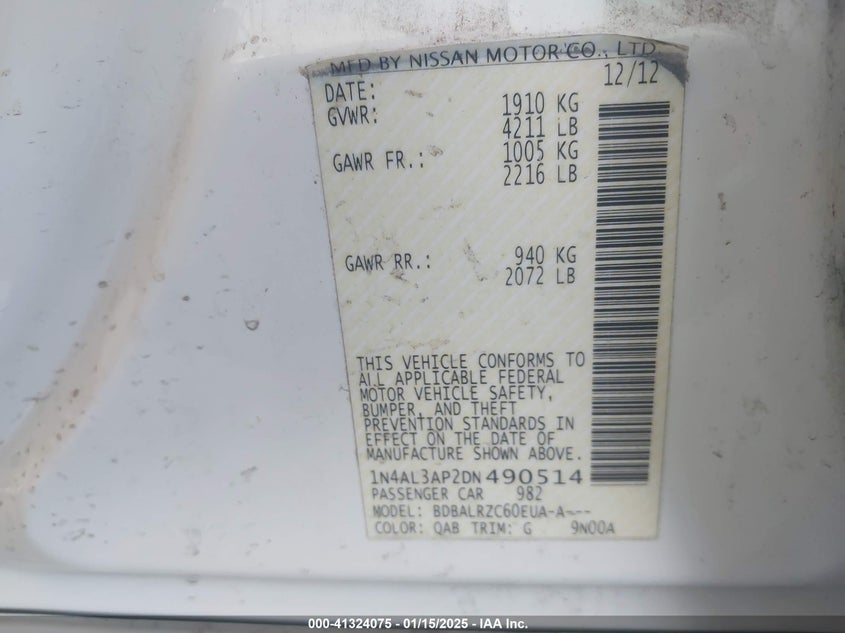 MFD BY NISSAN MOTOR CO., LTD.
DATE: 12/12
GVWR: 1910 KG
4211 LB
GAWR FR.: 1005 KG
2216 LB
GAWR RR.: 940 KG
2072 LB
THIS VEHICLE CONFORMS TO
ALL APPLICABLE FEDERAL
MOTOR VEHICLE SAFETY,
BUMPER, AND THEFT
PREVENTION STANDARDS IN
EFFECT ON THE DATE OF
MANUFACTURE SHOWN ABOVE.
1N4AL3AP2DN490514
PASSENGER CAR 982
MODEL: BDBALRZC60EUA-A---
COLOR: QAB TRIM: G 9N00A
000-41324075 - 01/15/2025 - IAA Inc.